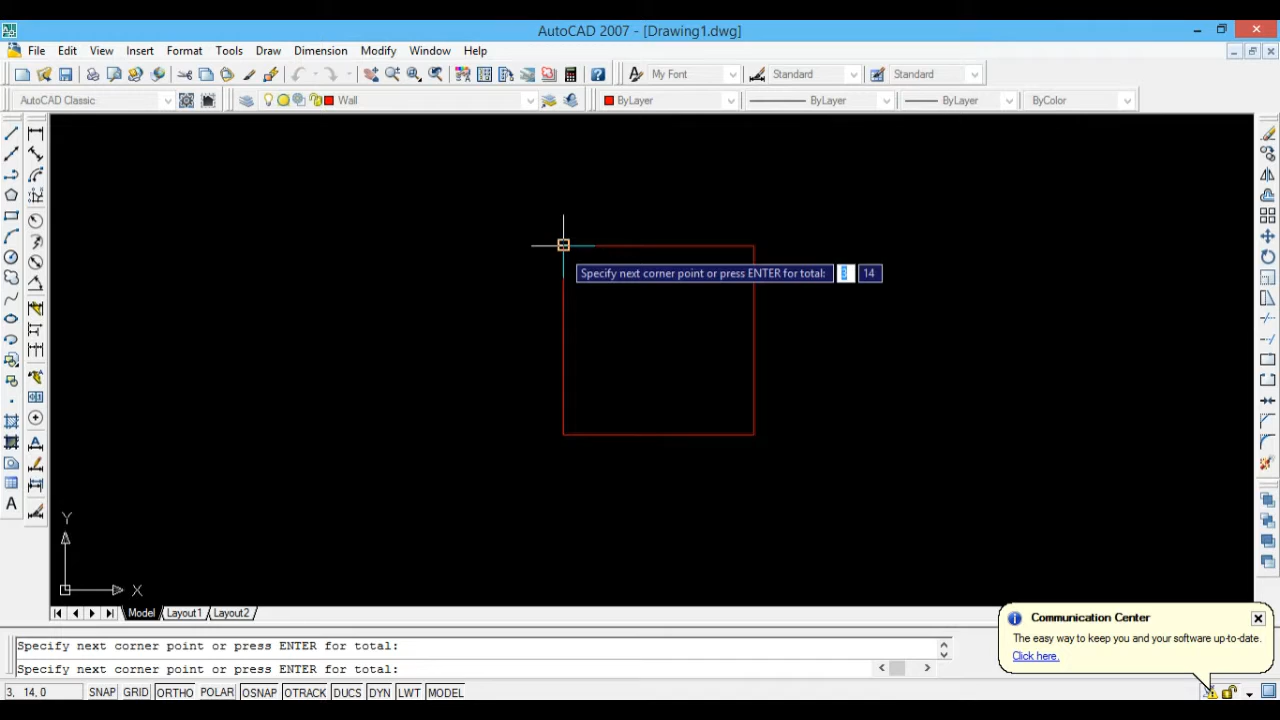 AutoCAD 2007 - [Drawing1.dwg]
File Edit View Insert Format Tools Draw Dimension Modify Window Help
My Font Standard Standard
AutoCAD Classic Wall ByLayer ByLayer ByLayer ByColor
Specify next corner point or press ENTER for total: 3 14
Y
X
Model Layout1 Layout2
Communication Center
The easy way to keep you and your software up-to-date.
Click here.
Specify next corner point or press ENTER for total:
Specify next corner point or press ENTER for total:
3, 14, 0 SNAP GRID ORTHO POLAR OSNAP OTRACK DUCS DYN LWT MODEL